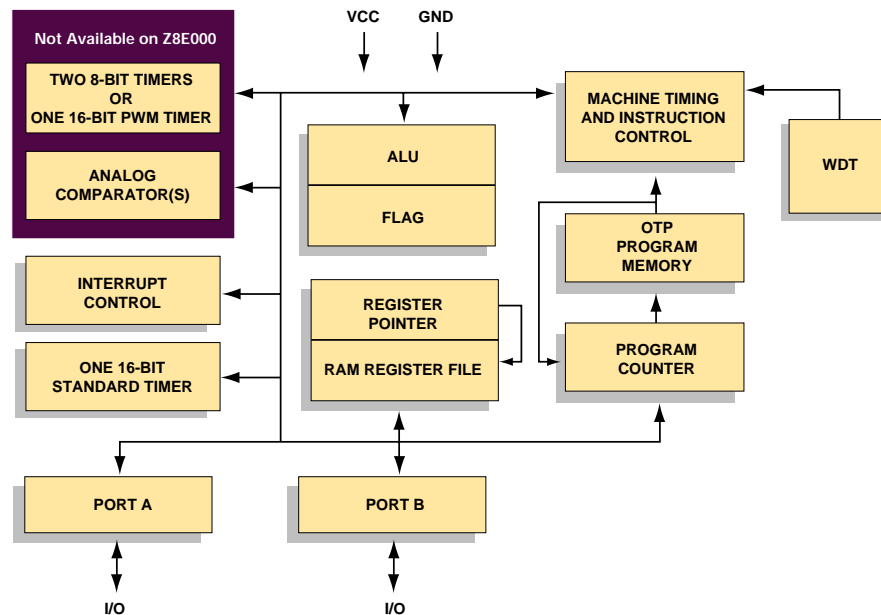 VCC
GND
Not Available on Z8E000
TWO 8-BIT TIMERS
OR
ONE 16-BIT PWM TIMER
ANALOG
COMPARATOR(S)
ALU
FLAG
MACHINE TIMING
AND INSTRUCTION
CONTROL
WDT
OTP
PROGRAM
MEMORY
INTERRUPT
CONTROL
REGISTER
POINTER
RAM REGISTER FILE
PROGRAM
COUNTER
ONE 16-BIT
STANDARD TIMER
PORT A
PORT B
I/O
I/O